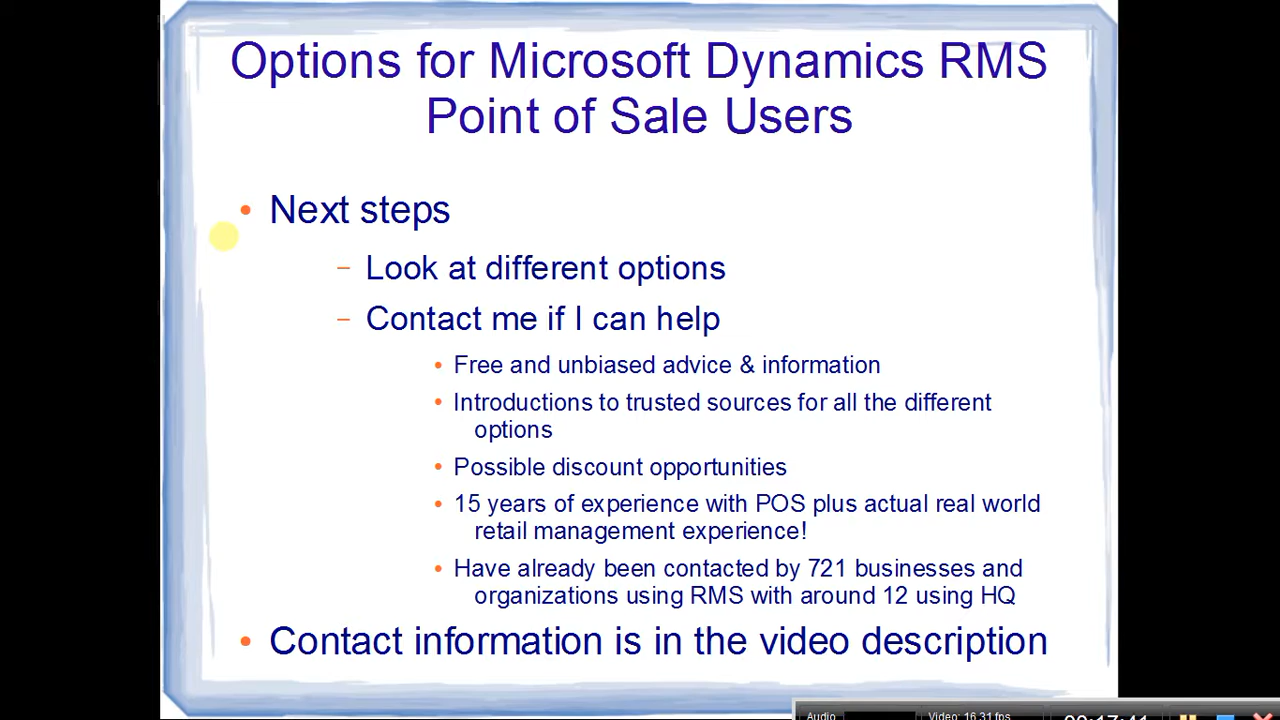 Options for Microsoft Dynamics RMS
Point of Sale Users
• Next steps
– Look at different options
– Contact me if I can help
• Free and unbiased advice & information
• Introductions to trusted sources for all the different
options
• Possible discount opportunities
• 15 years of experience with POS plus actual real world
retail management experience!
• Have already been contacted by 721 businesses and
organizations using RMS with around 12 using HQ
• Contact information is in the video description
Audio
Video: 16.31 fps